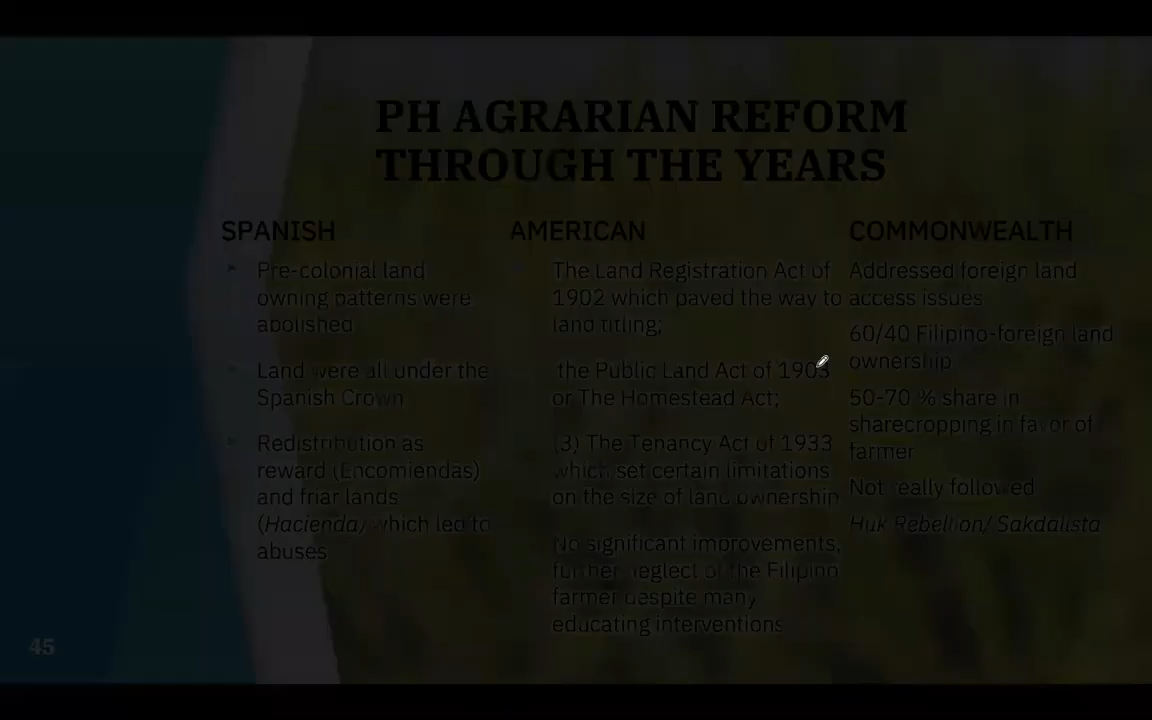 PH AGRARIAN REFORM
THROUGH THE YEARS
SPANISH
Pre-colonial land
owning patterns were
abolished
Land were all under the
Spanish Crown
Redistribution as
reward (Encomiendas)
and friar lands
(Hacienda) which led to
abuses
AMERICAN
The Land Registration Act of
1902 which paved the way to
land titling;
the Public Land Act of 1903
or The Homestead Act;
(3) The Tenancy Act of 1933
which set certain limitations
on the size of land ownership
No significant improvements,
further neglect of the Filipino
farmer despite many
educating interventions
COMMONWEALTH
Addressed foreign land
access issues
60/40 Filipino-foreign land
ownership
50-70 % share in
sharecropping in favor of
farmer
Not really followed
Huk Rebellion/ Sakdalista
45